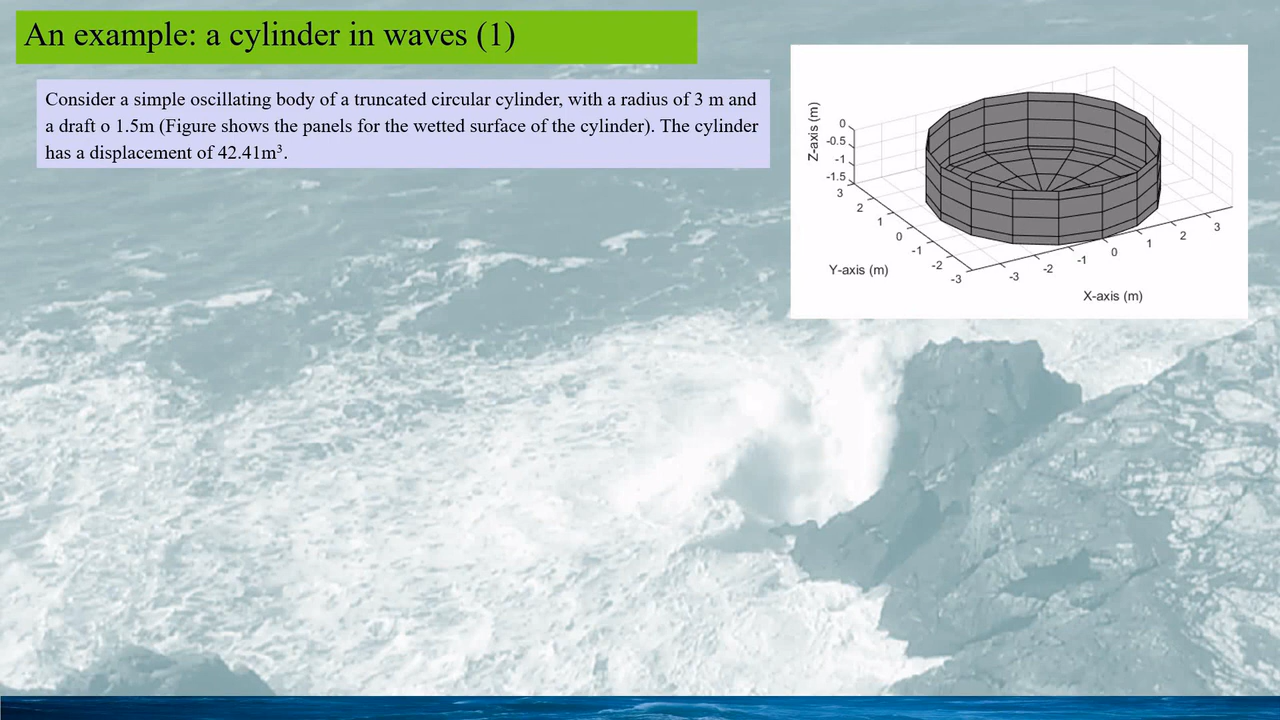 An example: a cylinder in waves (1)
Consider a simple oscillating body of a truncated circular cylinder, with a radius of 3 m and
a draft o 1.5m (Figure shows the panels for the wetted surface of the cylinder). The cylinder
has a displacement of 42.41m³.
Z-axis (m)
0
-0.5
-1
-1.5
3
2
1
0
-1
-2
-3
Y-axis (m)
-3
-2
-1
0
1
2
3
X-axis (m)